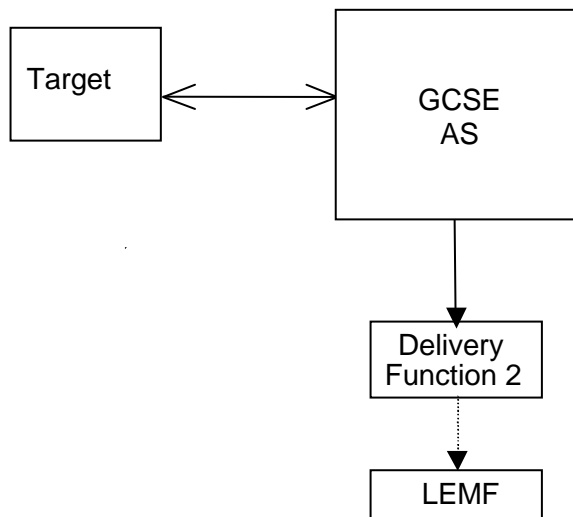 Target
GCSE
AS
Delivery
Function 2
LEMF